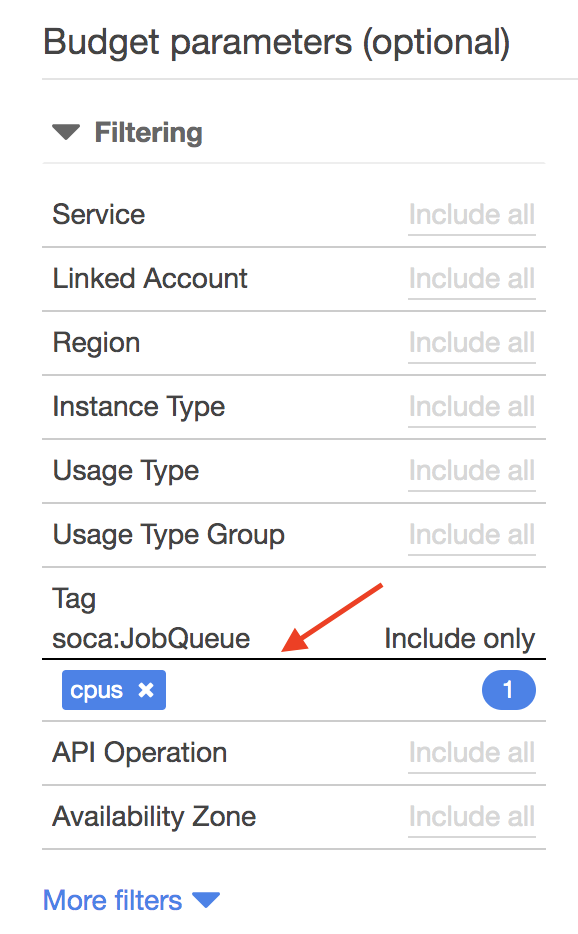 Budget parameters (optional)
Filtering
Service Include all
Linked Account Include all
Region Include all
Instance Type Include all
Usage Type Include all
Usage Type Group Include all
Tag
soca:JobQueue Include only
cpus × 1
API Operation Include all
Availability Zone Include all
More filters